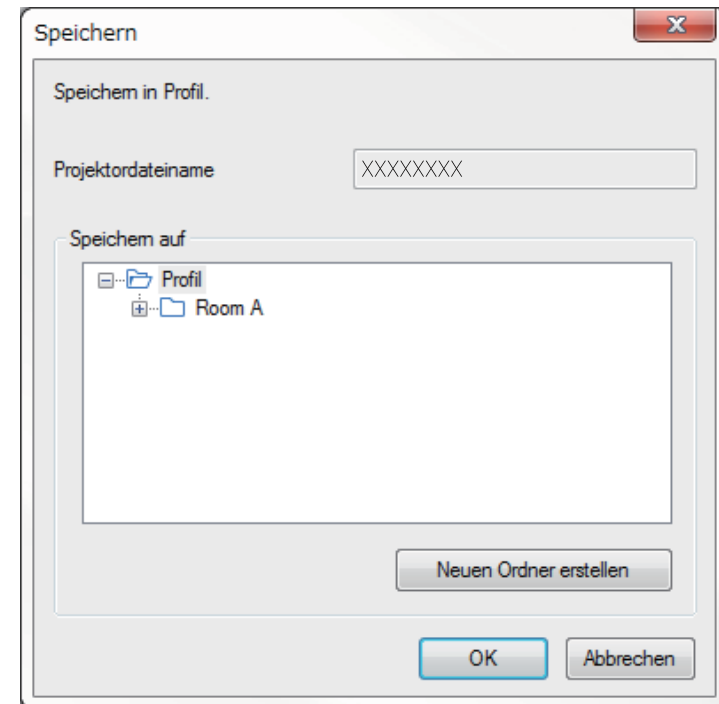 Speichern
Speichern in Profil.
Projektordateiname XXXXXXXX
Speichern auf
Profil
Room A
Neuen Ordner erstellen
OK Abbrechen